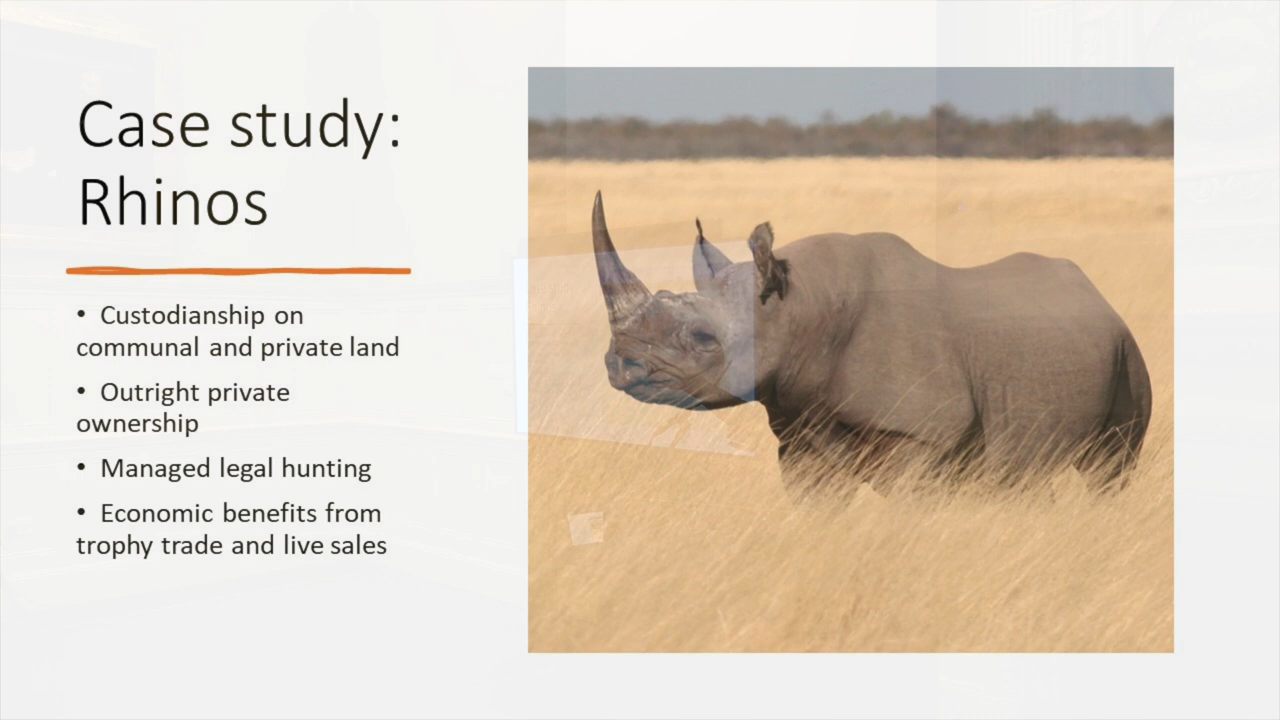 Case study:
Rhinos
• Custodianship on
communal and private land
• Outright private
ownership
• Managed legal hunting
• Economic benefits from
trophy trade and live sales